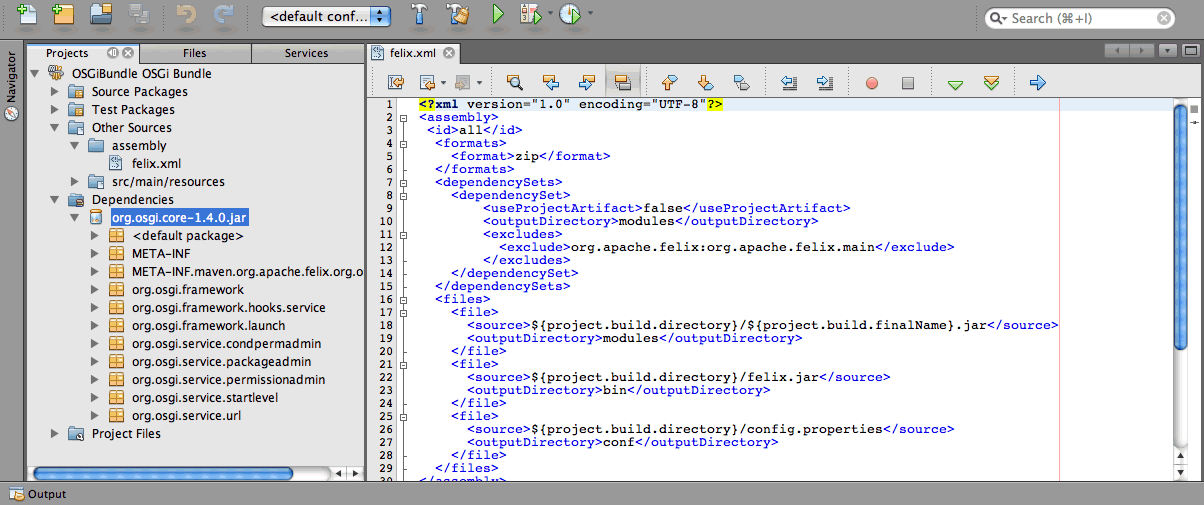 <default conf...
Search (⌘+I)
Navigator
Projects
Files
Services
felix.xml
OSGiBundle OSGi Bundle
Source Packages
Test Packages
Other Sources
assembly
felix.xml
src/main/resources
Dependencies
org.osgi.core-1.4.0.jar
<default package>
META-INF
META-INF.maven.org.apache.felix.org.o
org.osgi.framework
org.osgi.framework.hooks.service
org.osgi.framework.launch
org.osgi.service.condpermadmin
org.osgi.service.packageadmin
org.osgi.service.permissionadmin
org.osgi.service.startlevel
org.osgi.service.url
Project Files
1 <?xml version="1.0" encoding="UTF-8"?>
2 <assembly>
3 <id>all</id>
4 <formats>
5 <format>zip</format>
6 </formats>
7 <dependencySets>
8 <dependencySet>
9 <useProjectArtifact>false</useProjectArtifact>
10 <outputDirectory>modules</outputDirectory>
11 <excludes>
12 <exclude>org.apache.felix:org.apache.felix.main</exclude>
13 </excludes>
14 </dependencySet>
15 </dependencySets>
16 <files>
17 <file>
18 <source>${project.build.directory}/${project.build.finalName}.jar</source>
19 <outputDirectory>modules</outputDirectory>
20 </file>
21 <file>
22 <source>${project.build.directory}/felix.jar</source>
23 <outputDirectory>bin</outputDirectory>
24 </file>
25 <file>
26 <source>${project.build.directory}/config.properties</source>
27 <outputDirectory>conf</outputDirectory>
28 </file>
29 </files>
30 </assembly>
Output